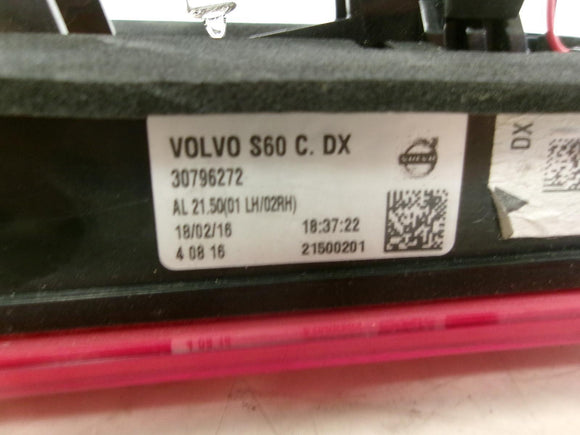 VOLVO S60 C. DX
VOLVO
30796272
AL 21.50(01 LH/02RH)
18/02/16 18:37:22
4 08 16 21500201
DX